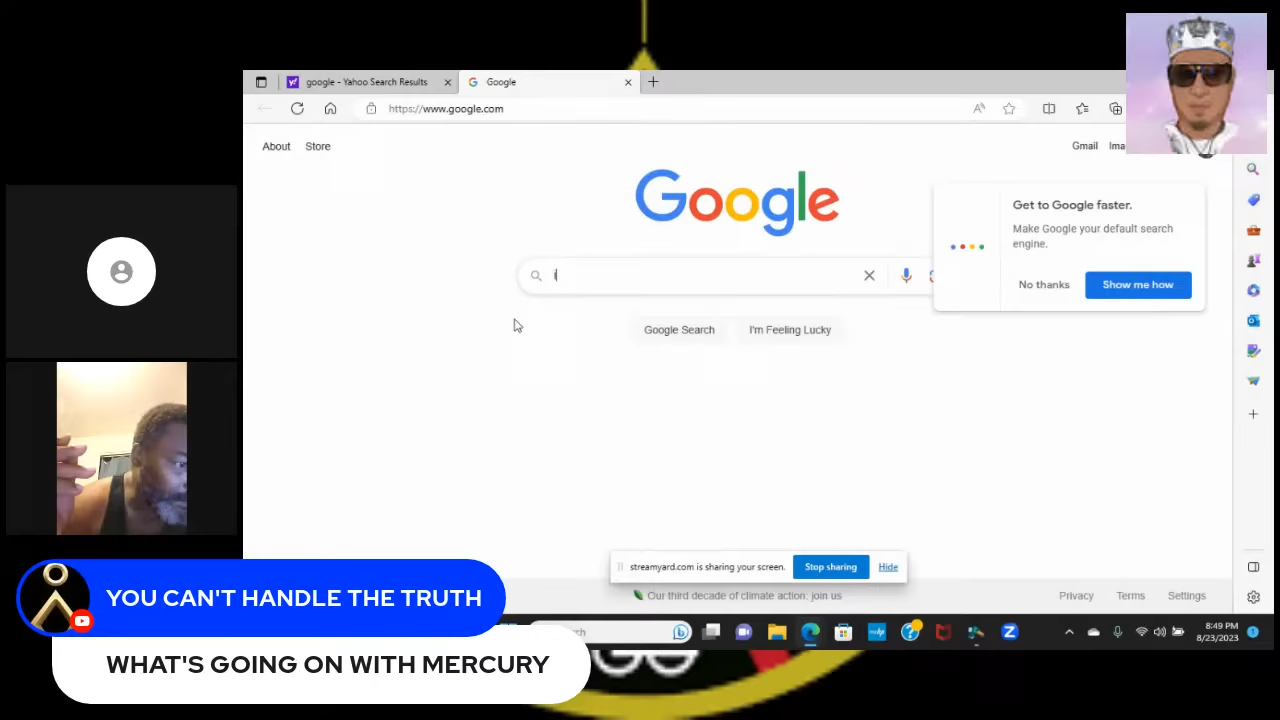 google - Yahoo Search Results
Google
https://www.google.com
About Store
Gmail
Google
Get to Google faster.
Make Google your default search
engine.
No thanks Show me how
Google Search I'm Feeling Lucky
streamyard.com is sharing your screen. Stop sharing Hide
Our third decade of climate action: join us
Privacy Terms Settings
8:49 PM
8/23/2023
YOU CAN'T HANDLE THE TRUTH
WHAT'S GOING ON WITH MERCURY